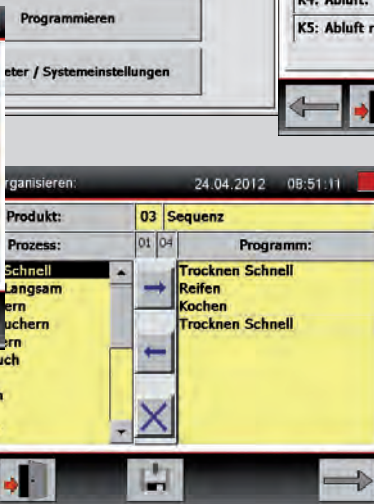 Programmieren
eter / Systemeinstellungen
K4: Abluft.
K5: Abluft r
rganisieren: 24.04.2012 08:51:11
Produkt: 03 Sequenz
Prozess: 01 04 Programm:
Schnell Trocknen Schnell
Langsam Reifen
ern Kochen
uchern Trocknen Schnell
ern
uch